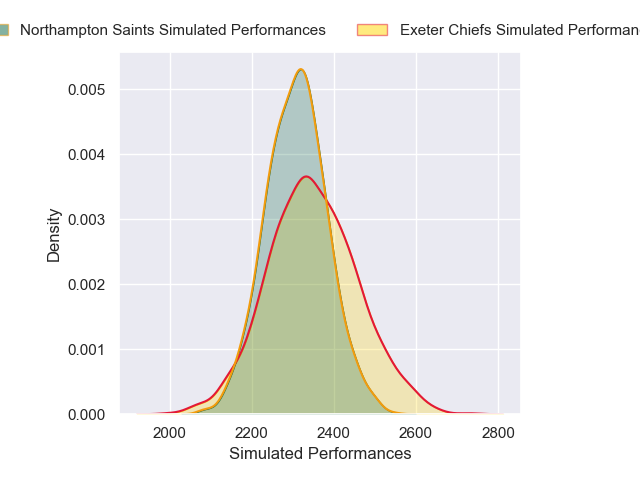 Northampton Saints Simulated Performances
Exeter Chiefs Simulated
0.005
0.004
0.003
0.002
0.001
0.000
Density
2000 2200 2400 2600 2800
Simulated Performances